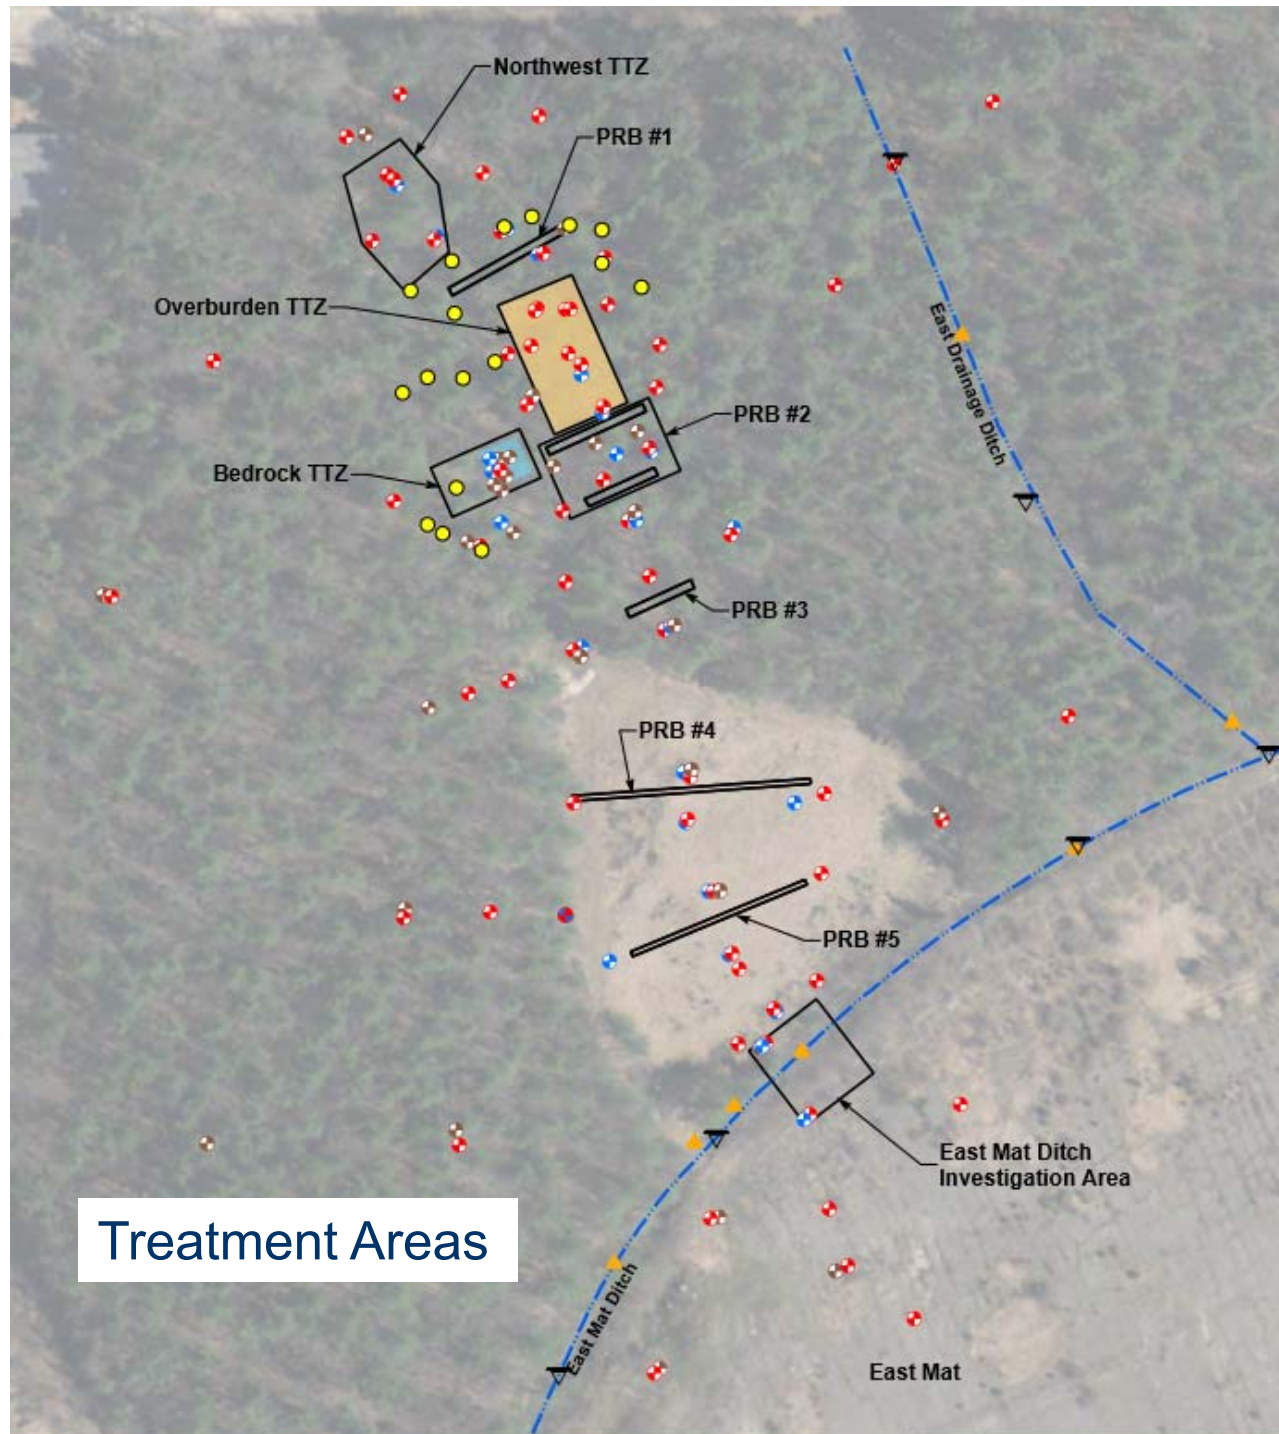 Northwest TTZ
PRB #1
Overburden TTZ
East Drainage Ditch
PRB #2
Bedrock TTZ
PRB #3
PRB #4
PRB #5
East Mat Ditch
Investigation Area
Treatment Areas
East Mat Ditch
East Mat